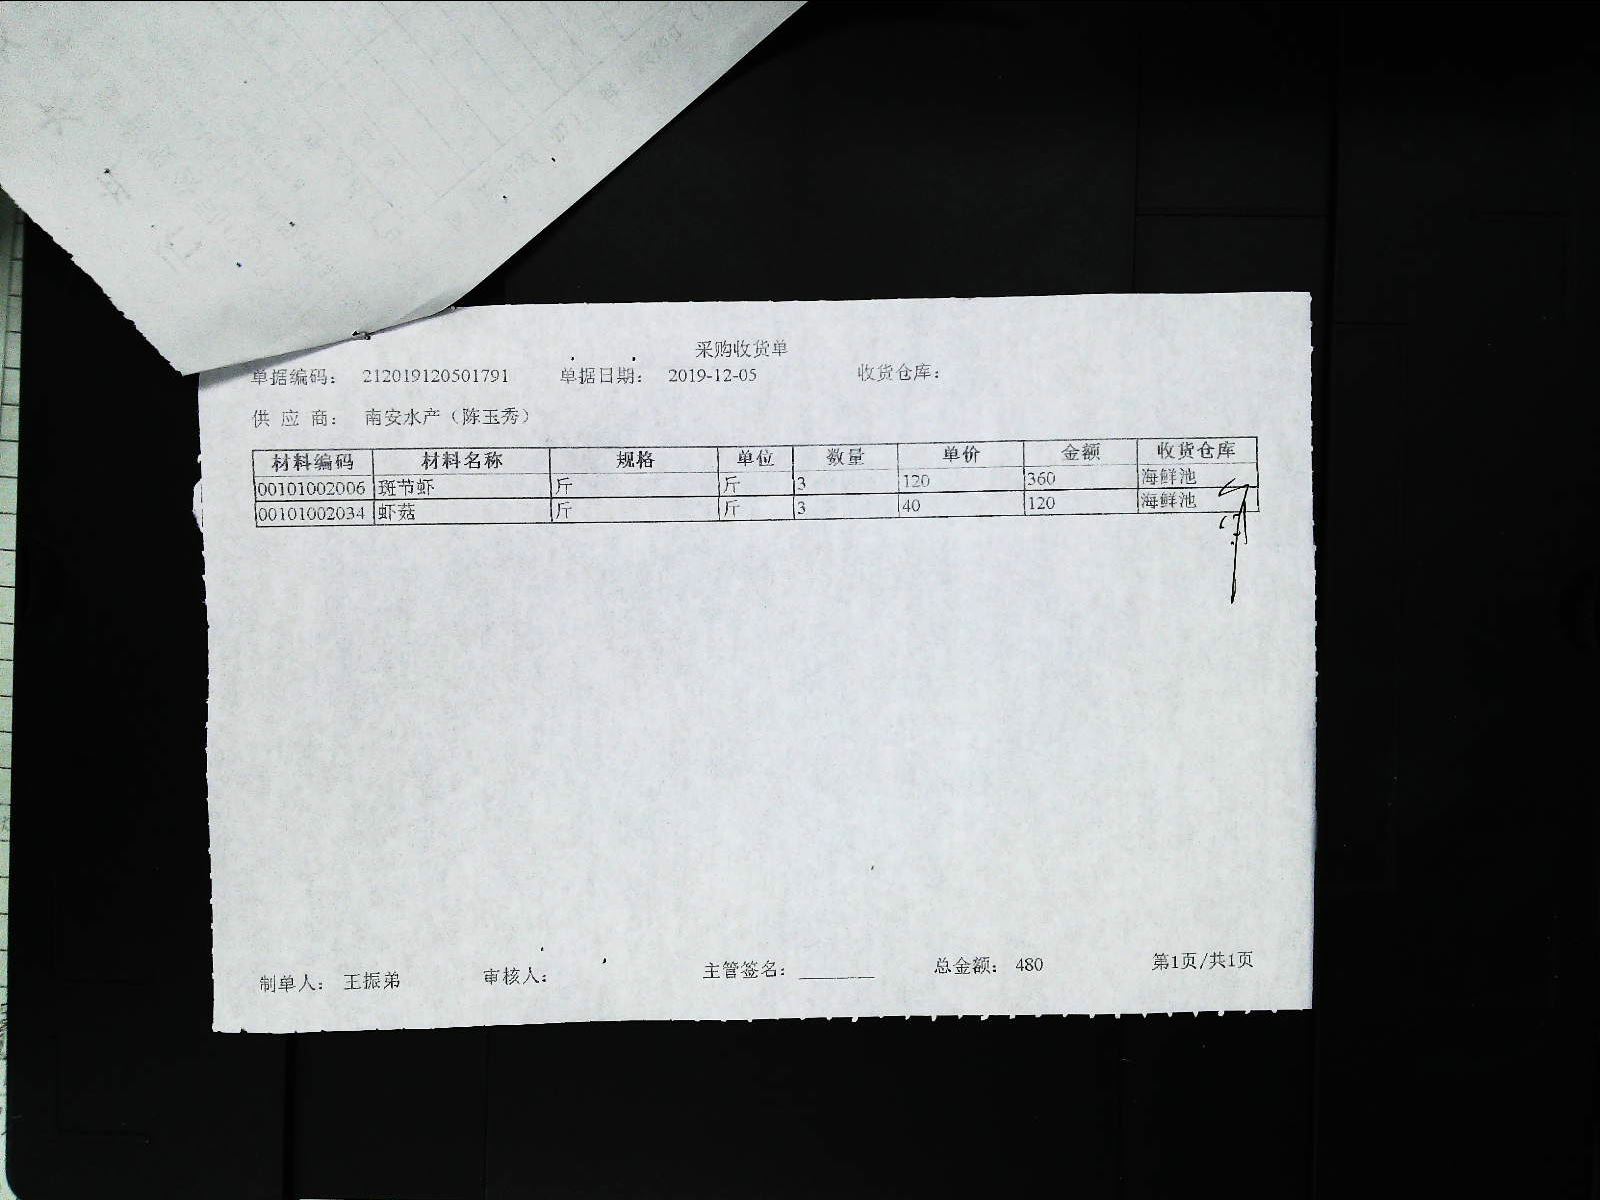 采购收货单
单据编码： 212019120501791 单据日期： 2019-12-05 收货仓库：
供 应 商： 南安水产（陈玉秀）
材料编码 材料名称 规格 单位 数量 单价 金额 收货仓库
00101002006 斑节虾 斤 斤 3 120 360 海鲜池
00101002034 虾菇 斤 斤 3 40 120 海鲜池
制单人： 王振弟 审核人： 主管签名： 总金额： 480 第1页/共1页